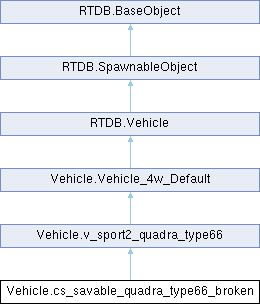 RTDB.BaseObject
RTDB.SpawnableObject
RTDB.Vehicle
Vehicle.Vehicle_4w_Default
Vehicle.v_sport2_quadra_type66
Vehicle.cs_savable_quadra_type66_broken